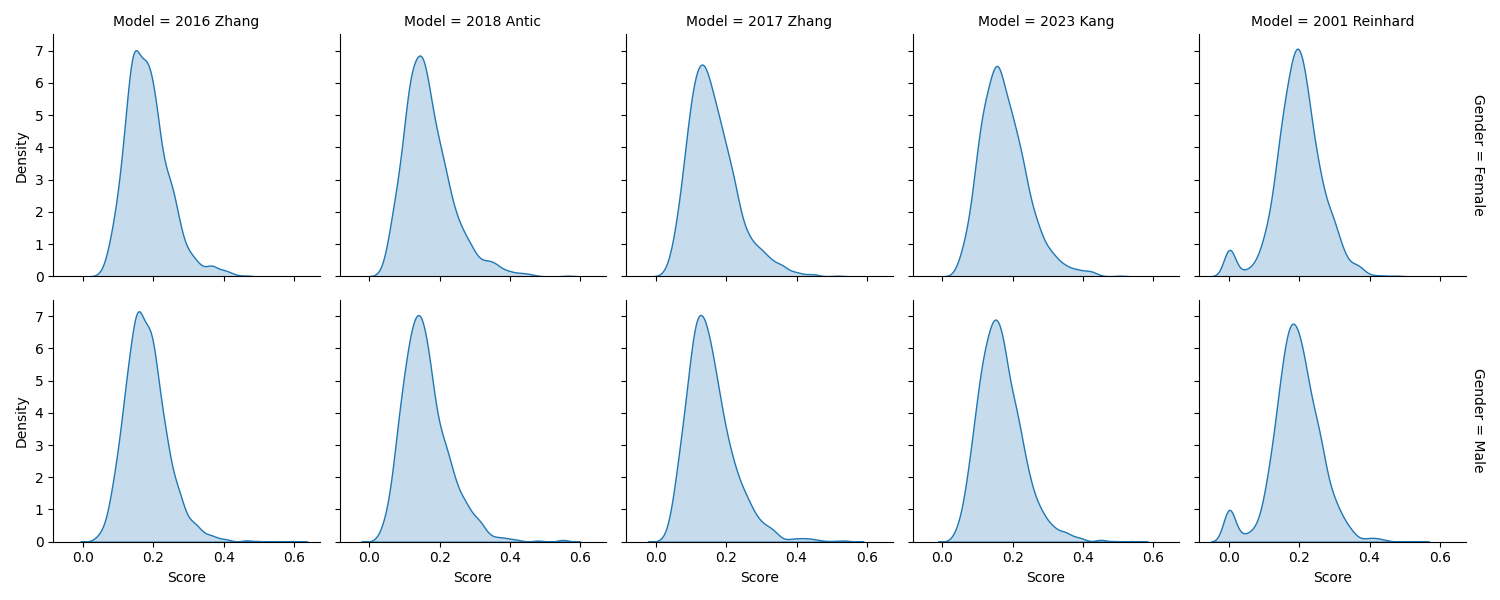 Model = 2016 Zhang
Model = 2018 Antic
Model = 2017 Zhang
Model = 2023 Kang
Model = 2001 Reinhard
7
6
5
4
3
2
1
0
Density
Gender = Female
7
6
5
4
3
2
1
0
Density
Gender = Male
0.0 0.2 0.4 0.6
0.0 0.2 0.4 0.6
0.0 0.2 0.4 0.6
0.0 0.2 0.4 0.6
0.0 0.2 0.4 0.6
Score
Score
Score
Score
Score